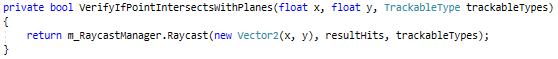 private bool VerifyIfPointIntersectsWithPlanes(float x, float y, TrackableType trackableTypes)
{
    return m_RaycastManager.Raycast(new Vector2(x, y), resultHits, trackableTypes);
}